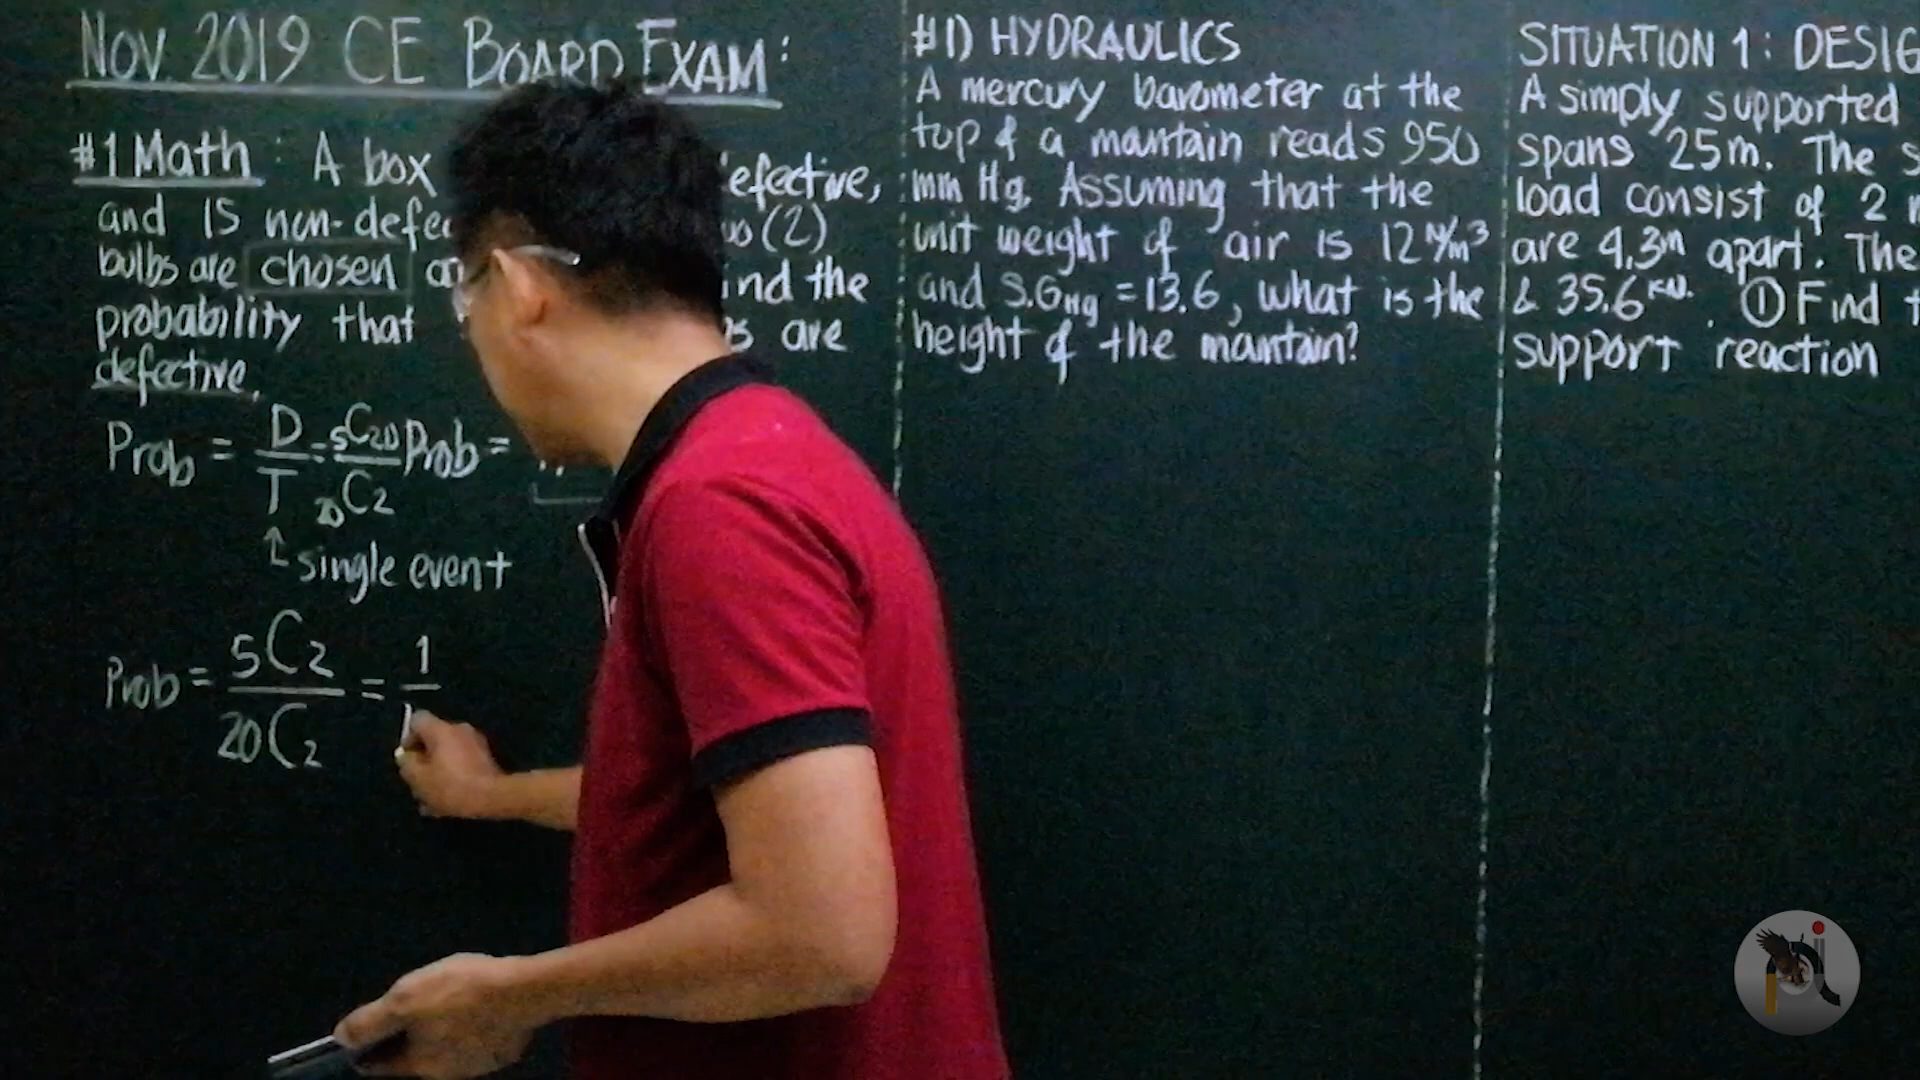 Nov. 2019 CE BOARD EXAM:
#1 Math : A box efective,
and 15 non-defec (2)
bulbs are chosen ind the
probability that are
defective.
Prob = D/T = 5C20/20C2 Prob =
single event
Prob = 5C2/20C2 = 1
#1) HYDRAULICS
A mercury barometer at the
top of a mantain reads 950
mm Hg. Assuming that the
unit weight of air is 12 N/m³
and S.GHg = 13.6, what is the
height of the mantain?
SITUATION 1: DESIG
A simply supported
spans 25m. The s
load consist of 2
are 4.3m apart. The
& 35.6 KN. ① Find t
support reaction